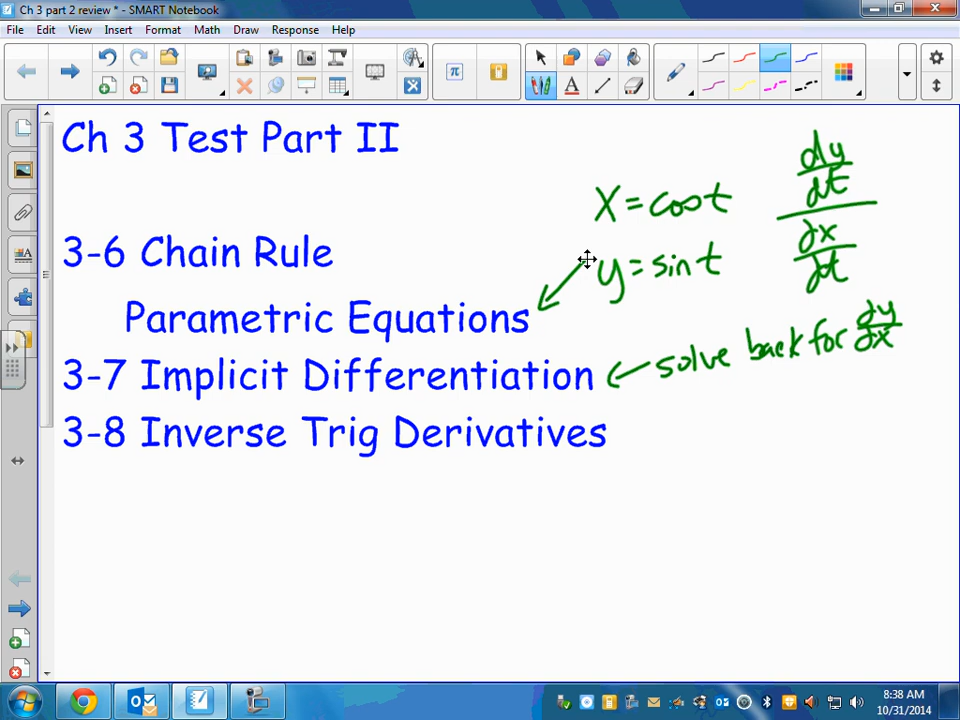 Ch 3 part 2 review * - SMART Notebook
File Edit View Insert Format Math Draw Response Help
Ch 3 Test Part II
3-6 Chain Rule
Parametric Equations
3-7 Implicit Differentiation
3-8 Inverse Trig Derivatives
x = cos t
y = sin t
dy
dt
dx
dt
solve back for dy/dx
8:38 AM
10/31/2014